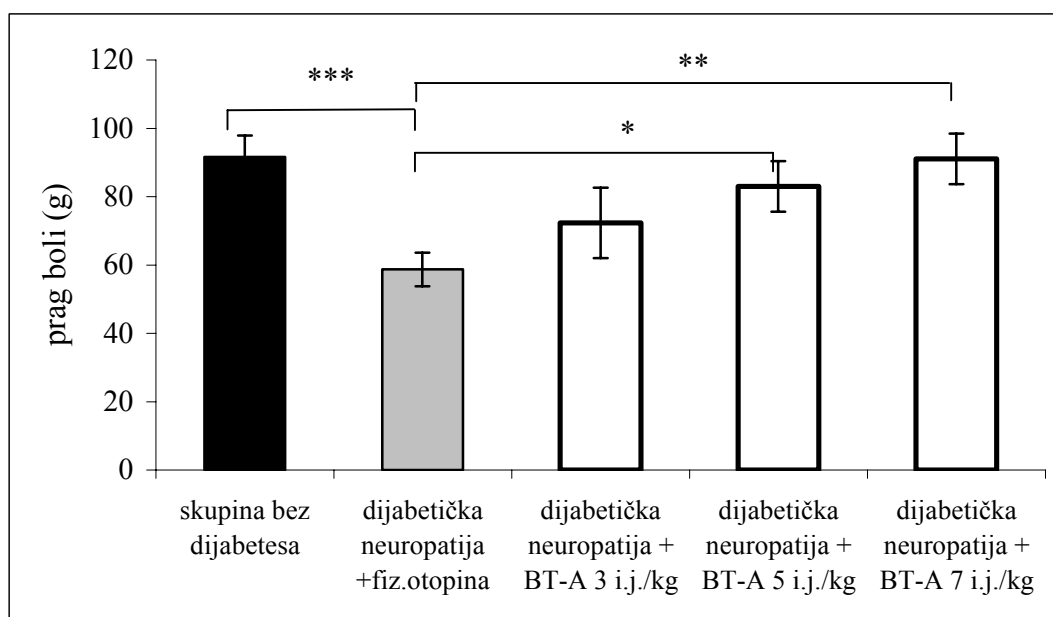 120
100
80
60
40
20
0
prag boli (g)
***
**
*
skupina bez
dijabetesa
dijabetička
neuropatija
+fiz.otopina
dijabetička
neuropatija +
BT-A 3 i.j./kg
dijabetička
neuropatija +
BT-A 5 i.j./kg
dijabetička
neuropatija +
BT-A 7 i.j./kg